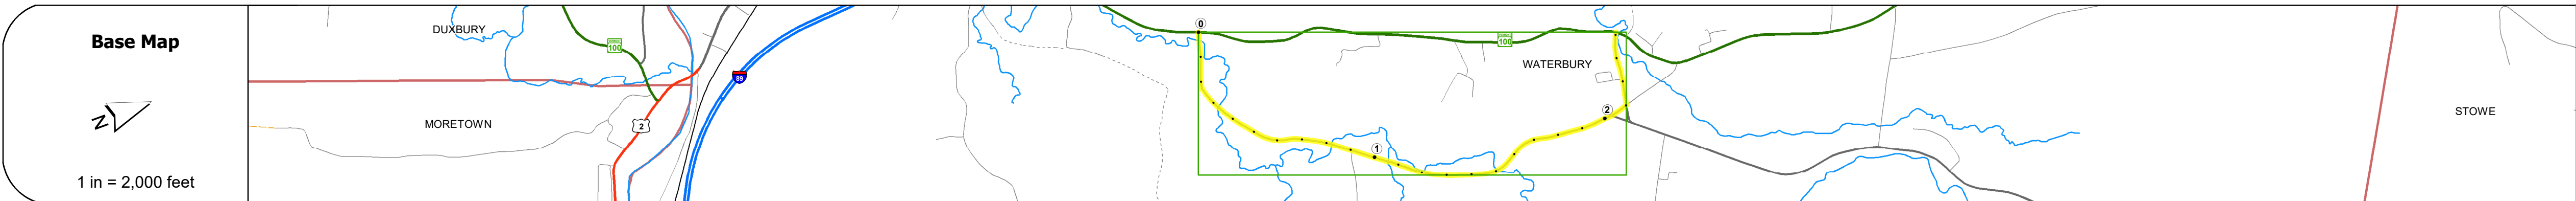 Base Map
N
1 in = 2,000 feet
DUXBURY
100
89
2
MORETOWN
0
100
WATERBURY
2
1
STOWE